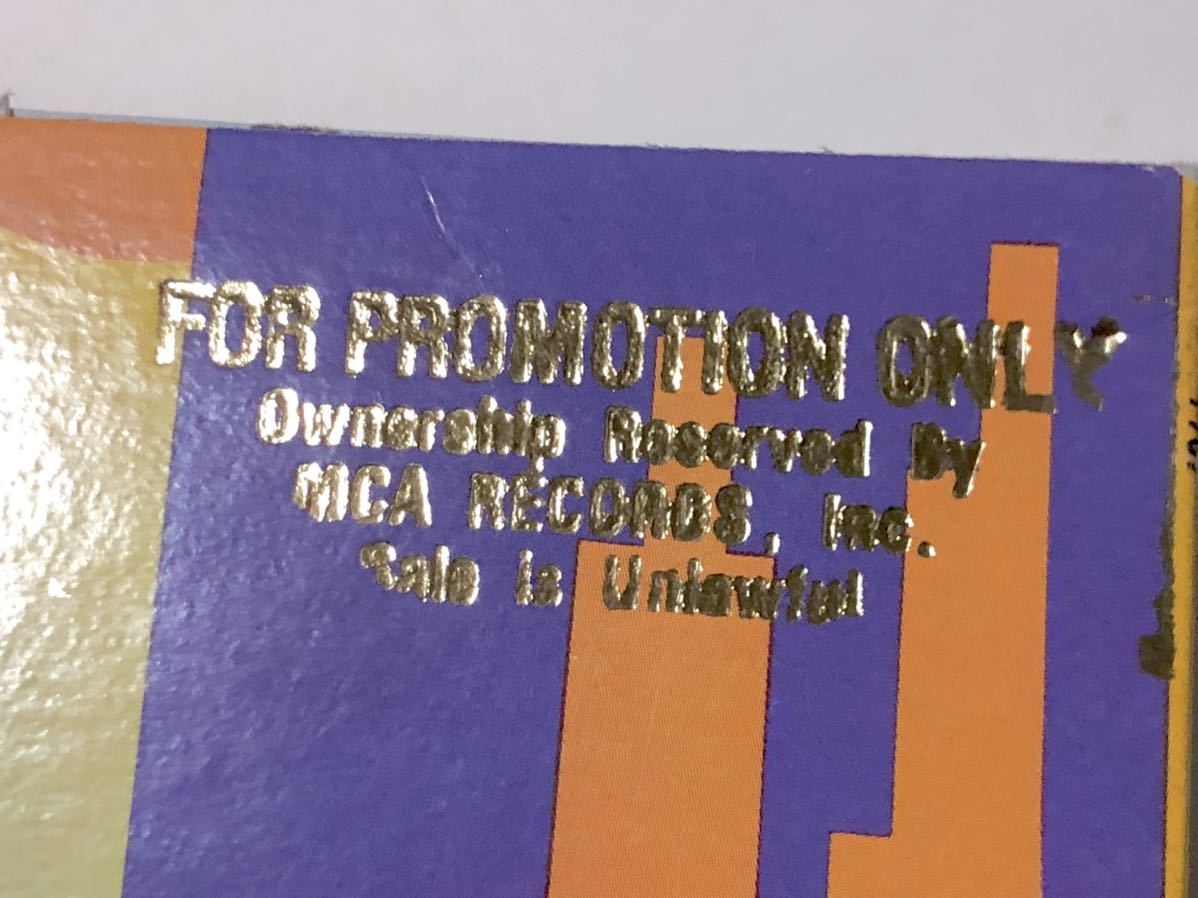 FOR PROMOTION ONLY
Ownership Reserved By
MCA RECORDS, Inc.
Sale is Unlawful